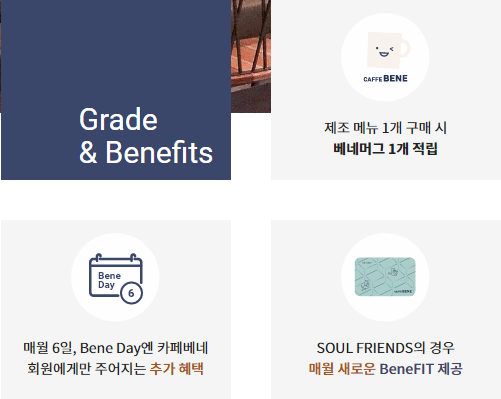 Grade
& Benefits
CAFFE BENE
제조 메뉴 1개 구매 시
베네머그 1개 적립
Bene
Day
6
매월 6일, Bene Day엔 카페베네
회원에게만 주어지는 추가 혜택
SOUL FRIENDS의 경우
매월 새로운 BeneFIT 제공